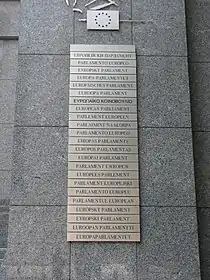 ЕВРОПЕЙСКИ ПАРЛАМЕНТ
PARLAMENTO EUROPEO
EVROPSKÝ PARLAMENT
EUROPA-PARLAMENTET
EUROPÄISCHES PARLAMENT
EUROOPA PARLAMENT
ΕΥΡΩΠΑΪΚΟ ΚΟΙΝΟΒΟΥΛΙΟ
EUROPEAN PARLIAMENT
PARLEMENT EUROPÉEN
PARLAIMINT NA hEORPA
PARLAMENTO EUROPEO
EIROPAS PARLAMENTS
EUROPOS PARLAMENTAS
EURÓPAI PARLAMENT
PARLAMENT EWROPEW
EUROPEES PARLEMENT
PARLAMENT EUROPEJSKI
PARLAMENTO EUROPEU
PARLAMENTUL EUROPEAN
EURÓPSKY PARLAMENT
EVROPSKI PARLAMENT
EUROOPAN PARLAMENTTI
EUROPAPARLAMENTET